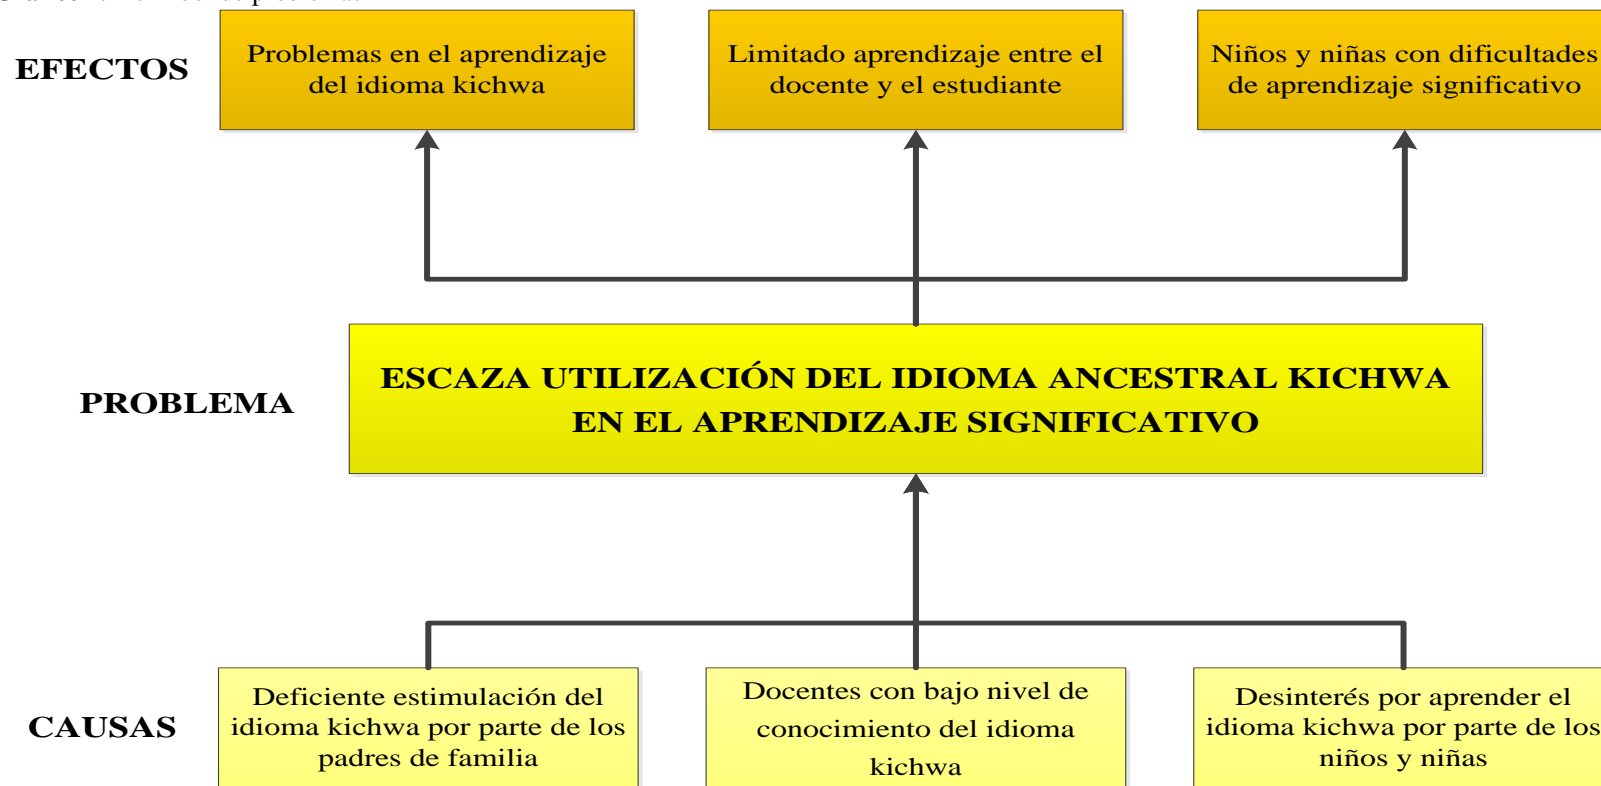 EFECTOS
Problemas en el aprendizaje
del idioma kichwa
Limitado aprendizaje entre el
docente y el estudiante
Niños y niñas con dificultades
de aprendizaje significativo
PROBLEMA
ESCAZA UTILIZACIÓN DEL IDIOMA ANCESTRAL KICHWA
EN EL APRENDIZAJE SIGNIFICATIVO
CAUSAS
Deficiente estimulación del
idioma kichwa por parte de los
padres de familia
Docentes con bajo nivel de
conocimiento del idioma
kichwa
Desinterés por aprender el
idioma kichwa por parte de los
niños y niñas